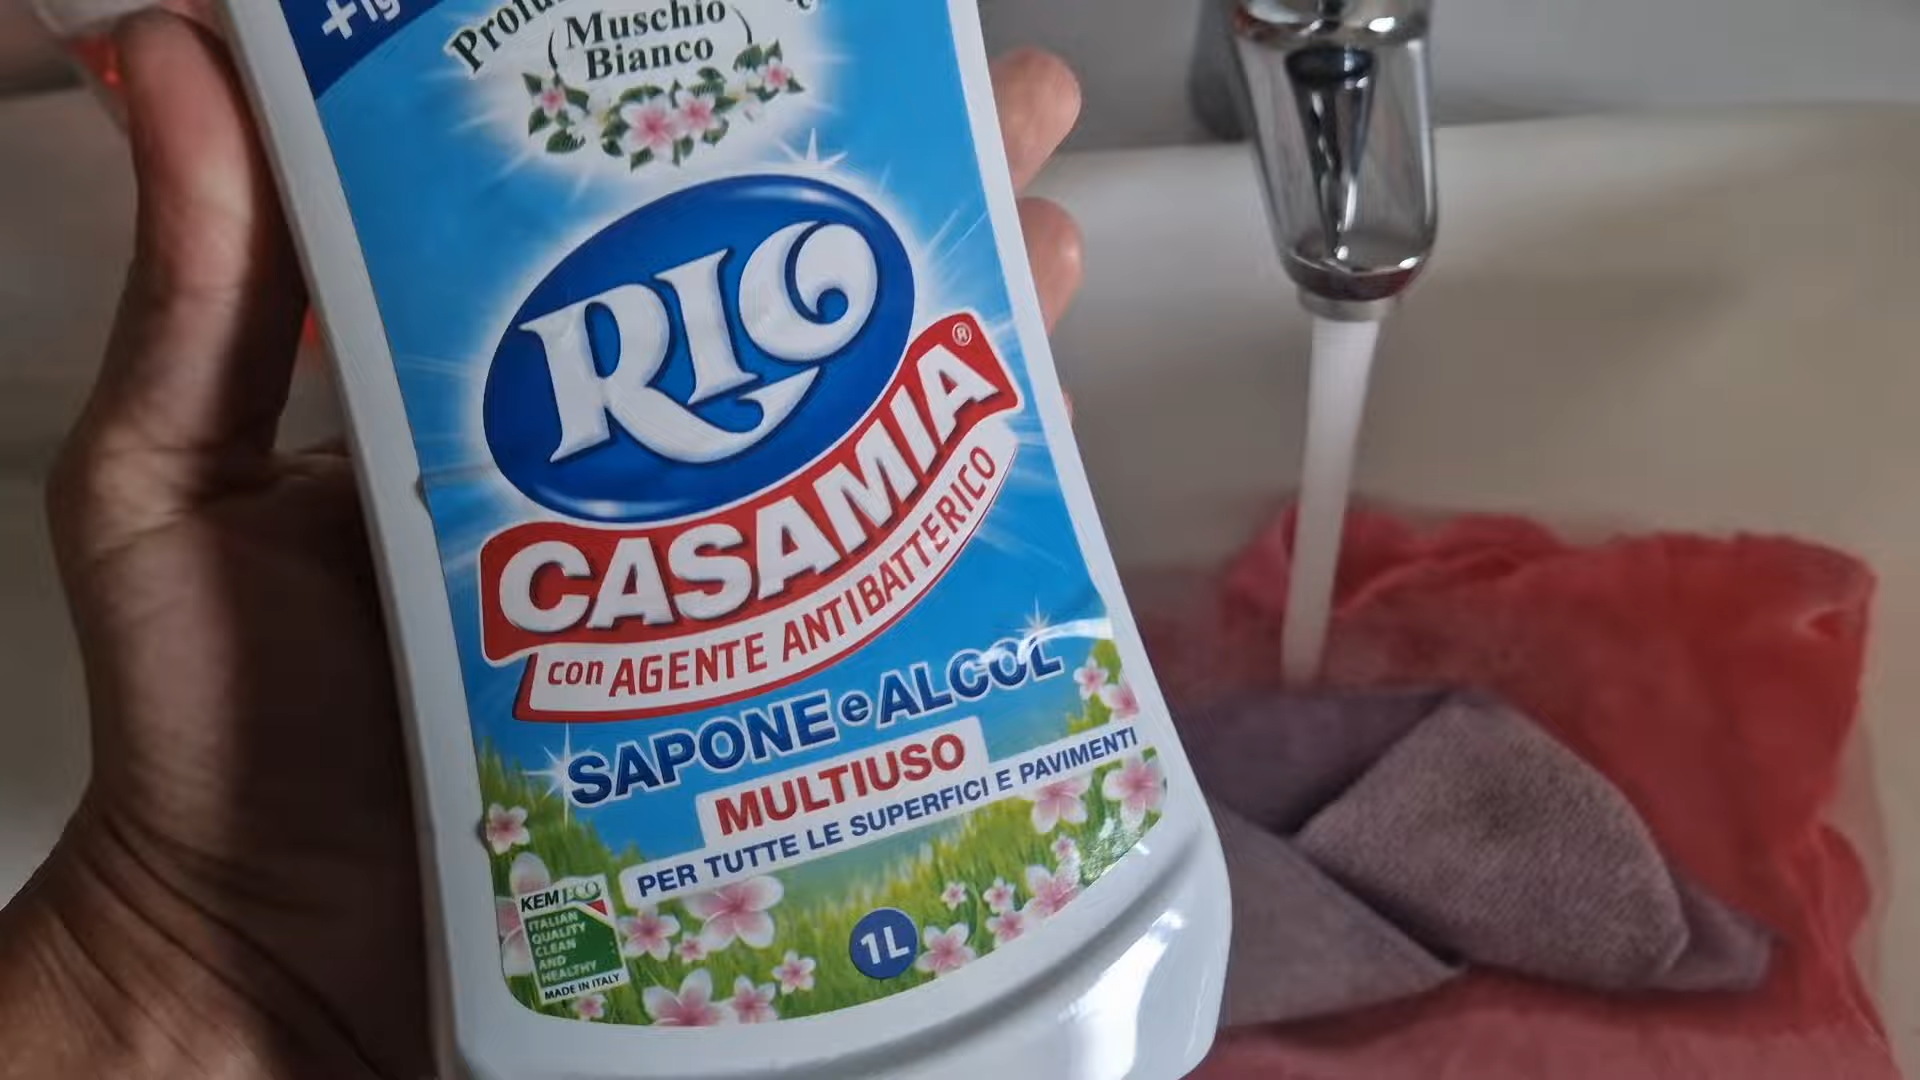 Muschio
Bianco
RIO
CASAMIA®
con AGENTE ANTIBATTERICO
SAPONE e ALCOL
MULTIUSO
PER TUTTE LE SUPERFICI E PAVIMENTI
KEMECO
ITALIAN
QUALITY
CLEAN
AND
HEALTHY
MADE IN ITALY
1L